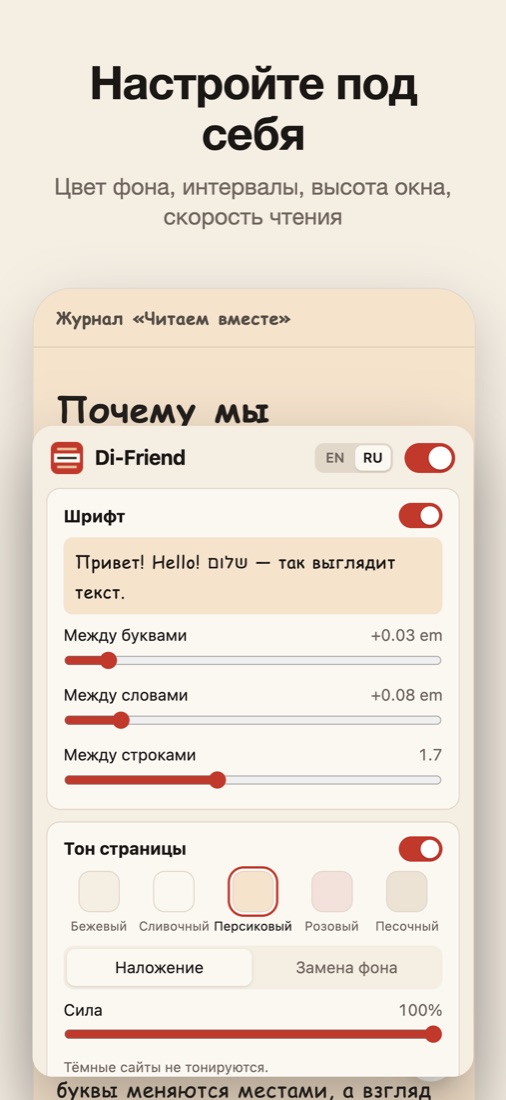 Настройте под
себя
Цвет фона, интервалы, высота окна,
скорость чтения
Журнал «Читаем вместе»
Почему мы
Di-Friend
EN RU
Шрифт
Привет! Hello! שלום — так выглядит
текст.
Между буквами +0.03 em
Между словами +0.08 em
Между строками 1.7
Тон страницы
Бежевый Сливочный Персиковый Розовый Песочный
Наложение Замена фона
Сила 100%
Тёмные сайты не тонируются.
буквы меняются местами, а взгляд